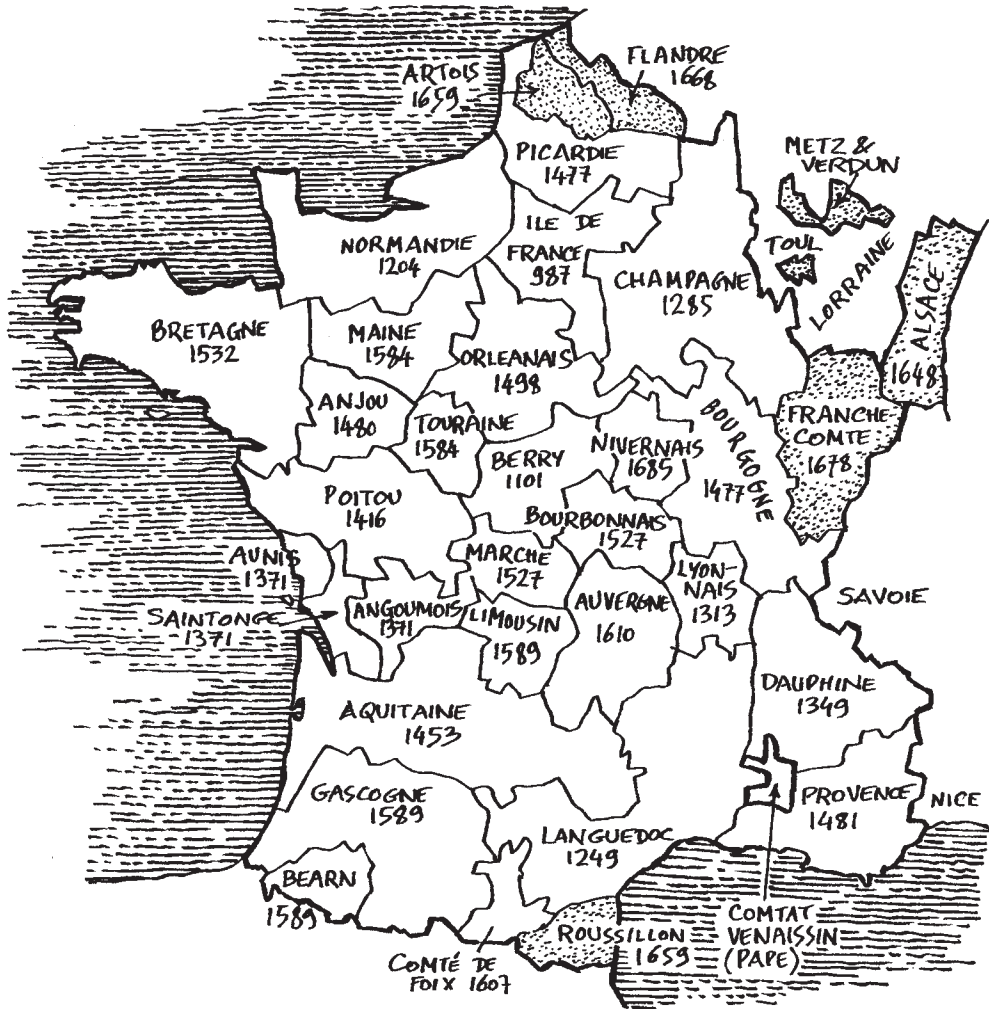 ARTOIS
1659
FLANDRE
1668
PICARDIE
1477
METZ &
VERDUN
TOUL
LORRAINE
ALSACE
1648
NORMANDIE
1204
ILE DE
FRANCE
987
CHAMPAGNE
1285
BRETAGNE
1532
MAINE
1584
ORLEANAIS
1498
ANJOU
1480
TOURAINE
1584
BERRY
1101
NIVERNAIS
1685
BOURGOGNE
1477
FRANCHE-
COMTE
1678
POITOU
1416
BOURBONNAIS
1527
AUNIS
1371
MARCHE
1527
LYON-
NAIS
1313
SAVOIE
SAINTONGE
1371
ANGOUMOIS
1371
LIMOUSIN
1589
AUVERGNE
1610
DAUPHINE
1349
AQUITAINE
1453
GASCOGNE
1589
PROVENCE
1481
NICE
LANGUEDOC
1249
BEARN
1589
COMTÉ DE
FOIX 1607
ROUSSILLON
1659
COMTAT
VENAISSIN
(PAPE)